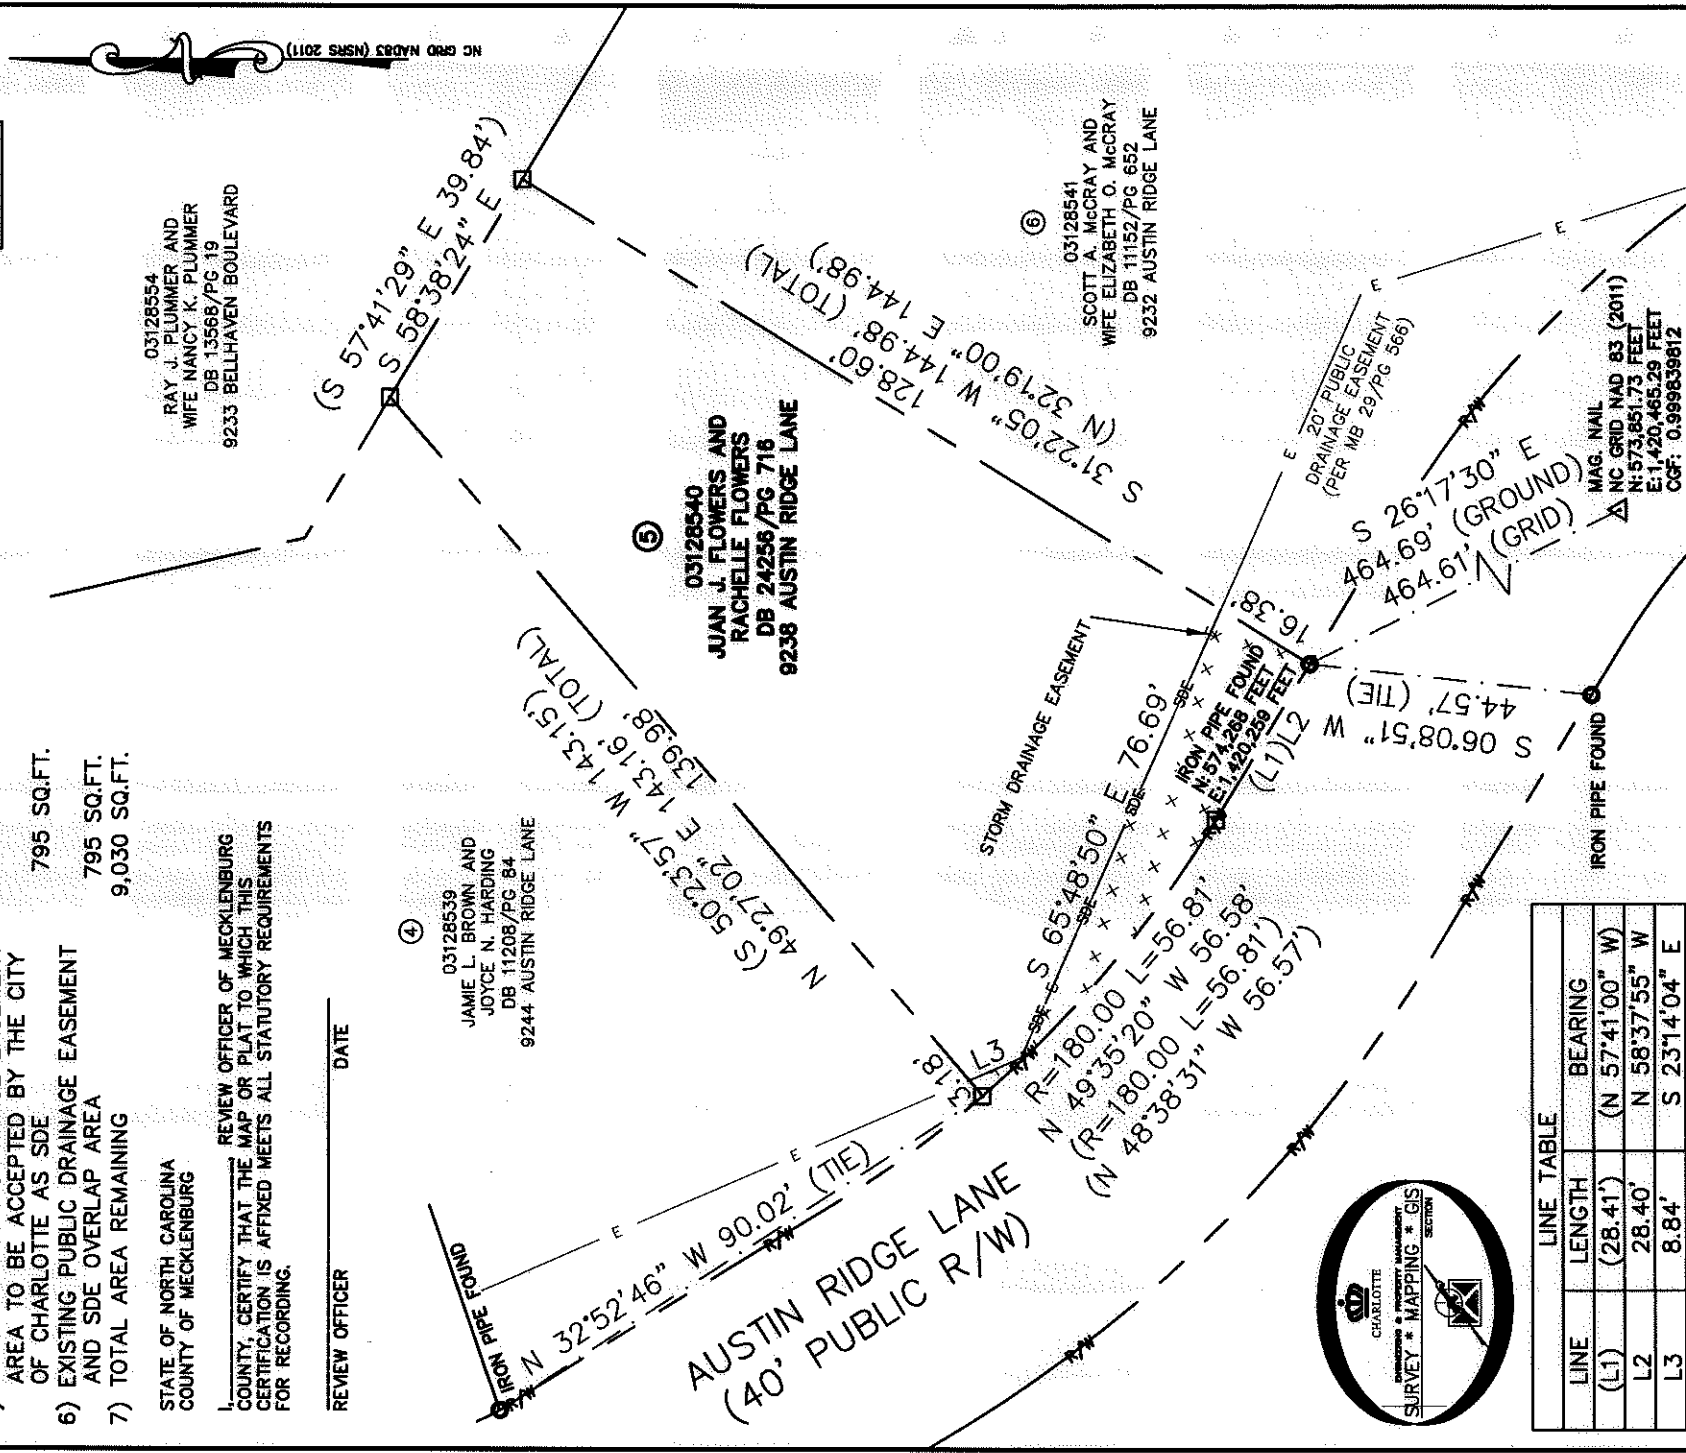 AREA TO BE ACCEPTED BY THE CITY
OF CHARLOTTE AS SDE
795 SQ.FT.
6) EXISTING PUBLIC DRAINAGE EASEMENT
AND SDE OVERLAP AREA
795 SQ.FT.
7) TOTAL AREA REMAINING
9,030 SQ.FT.
STATE OF NORTH CAROLINA
COUNTY OF MECKLENBURG
I, REVIEW OFFICER OF MECKLENBURG
COUNTY, CERTIFY THAT THE MAP OR PLAT TO WHICH THIS
CERTIFICATION IS AFFIXED MEETS ALL STATUTORY REQUIREMENTS
FOR RECORDING.
REVIEW OFFICER
DATE
NC GRID NAD83 (NSRS 2011)
03128554
RAY J. PLUMMER AND
WIFE NANCY K. PLUMMER
DB 13568/PG 19
9233 BELLHAVEN BOULEVARD
(S 57°41'29" E 39.84')
S 58°38'24" E
4
03128539
JAMIE L. BROWN AND
JOYCE N. HARDING
DB 11208/PG 84
9244 AUSTIN RIDGE LANE
(S 50°23'57" W 143.15')
N 49°27'02" E 143.16' (TOTAL)
139.98'
5
03128540
JUAN J. FLOWERS AND
RACHELLE FLOWERS
DB 24256/PG 716
9238 AUSTIN RIDGE LANE
128.60'
S 31°22'05" W 144.98' (TOTAL)
(N 32°19'00" E 144.98')
6
03128541
SCOTT A. McCRAY AND
WIFE ELIZABETH O. McCRAY
DB 11152/PG 652
9232 AUSTIN RIDGE LANE
E
E
E
20' PUBLIC
DRAINAGE EASEMENT
(PER MB 29/PG 566)
STORM DRAINAGE EASEMENT
16.38'
S 65°48'50" E 76.69'
SDE
SDE
SDE
SDE
E
3.18'
L3
IRON PIPE FOUND
N: 574,268 FEET
E: 1,420,259 FEET
(L1)L2
R/W
R/W
R=180.00 L=56.81'
N 49°35'20" W 56.58'
(R=180.00 L=56.81')
(N 48°38'31" W 56.57')
S 26°17'30" E
464.69' (GROUND)
464.61' (GRID)
MAG. NAIL
NC GRID NAD 83 (2011)
N: 573,851.73 FEET
E: 1,420,465.29 FEET
CGF: 0.999839812
S 06°08'51" W
44.57' (TIE)
IRON PIPE FOUND
IRON PIPE FOUND
R/W
N 32°52'46" W 90.02' (TIE)
R/W
E
E
AUSTIN RIDGE LANE
(40' PUBLIC R/W)
R/W
R/W
R/W
R/W
CHARLOTTE
ENGINEERING & PROPERTY MANAGEMENT
SURVEY * MAPPING * GIS
SECTION
LINE TABLE
LINE LENGTH BEARING
(L1) (28.41') (N 57°41'00" W)
L2 28.40' N 58°37'55" W
L3 8.84' S 23°14'04" E